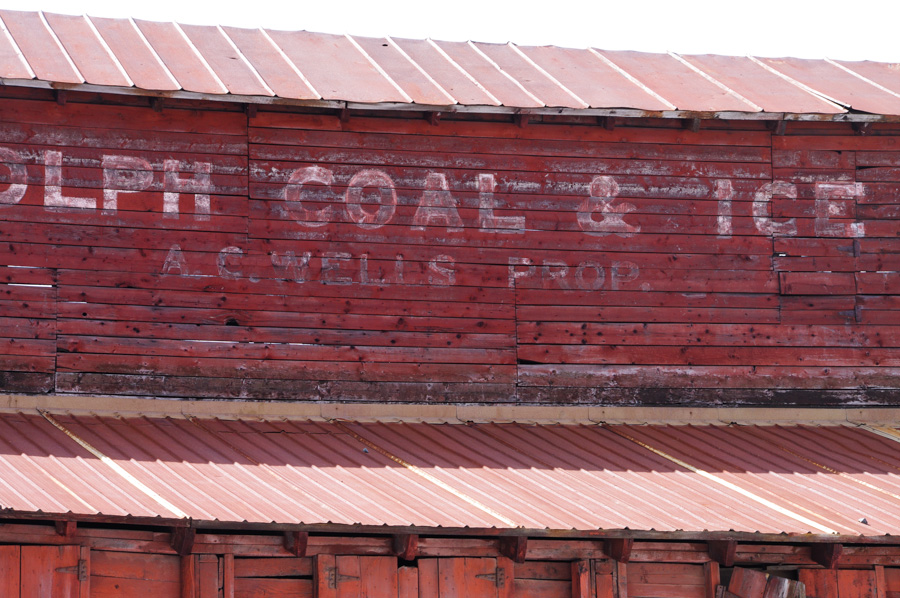 OLPH COAL & ICE.
A.C. WELLS PROP.